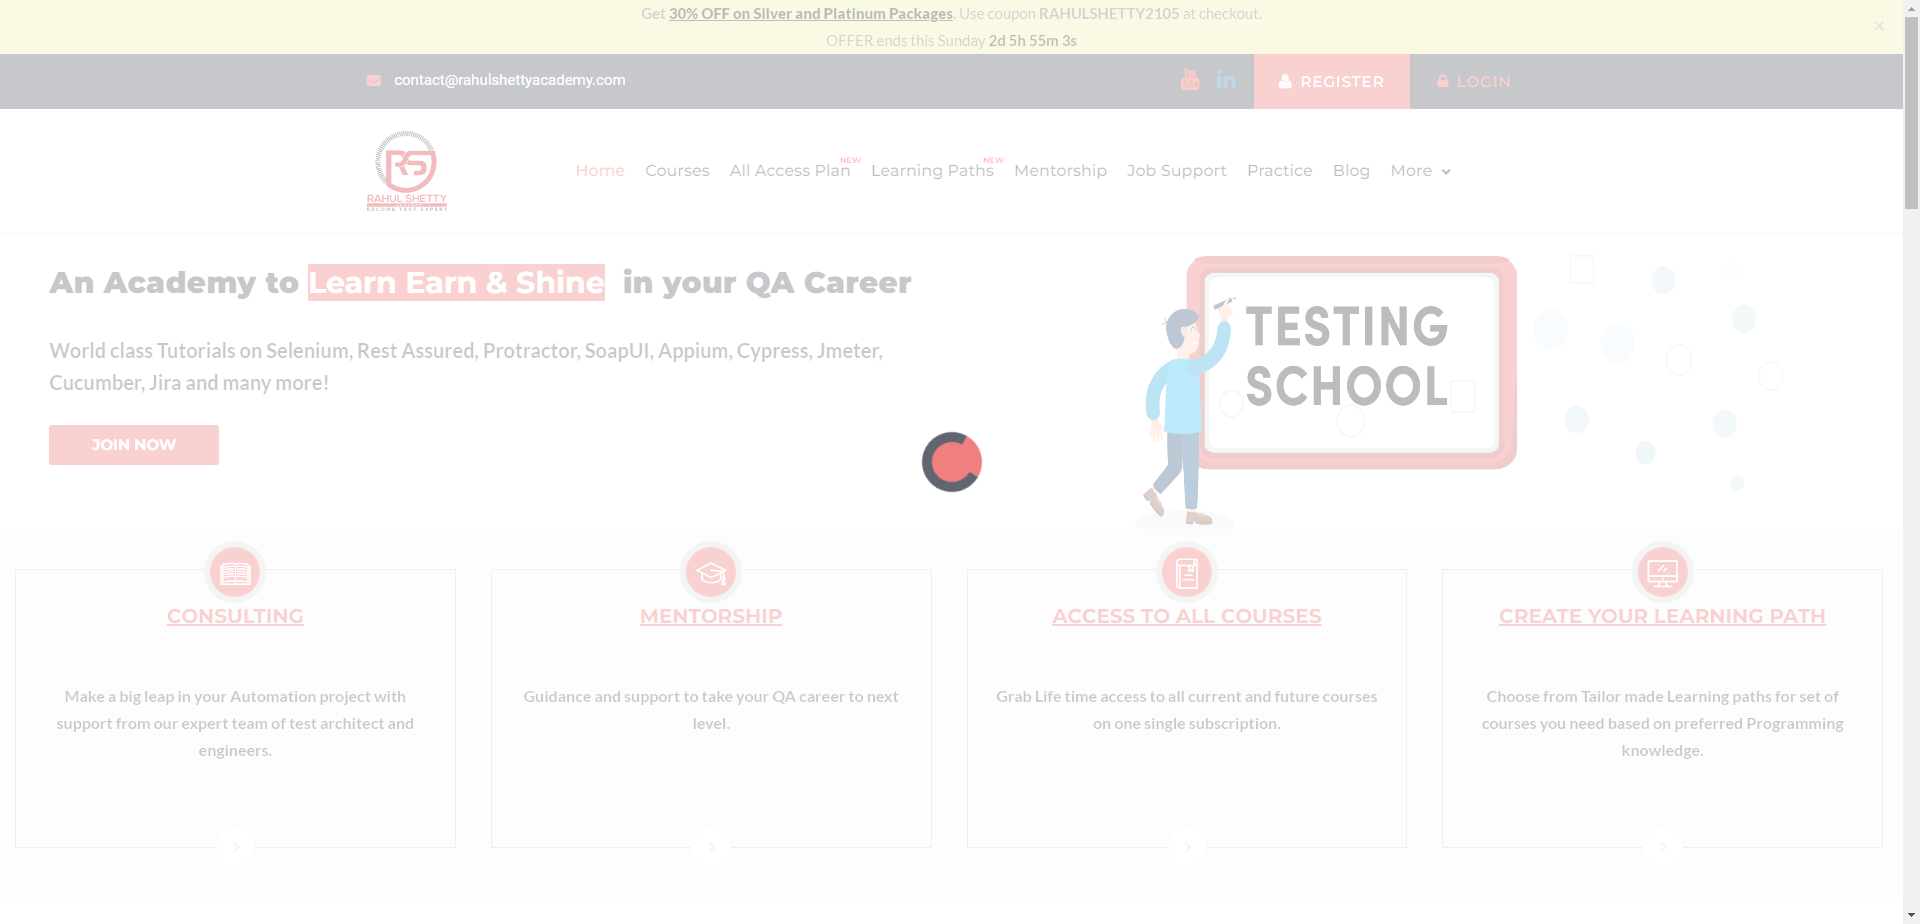 Get 30% OFF on Silver and Platinum Packages. Use coupon RAHULSHETTY2105 at checkout.
OFFER ends this Sunday 2d 5h 55m 3s
×
contact@rahulshettyacademy.com
You
Tube
in
REGISTER
LOGIN
RS
RAHUL SHETTY
ACADEMY
BECOME TEST EXPERT
Home
Courses
All Access Plan
NEW
Learning Paths
NEW
Mentorship
Job Support
Practice
Blog
More
An Academy to Learn Earn & Shine in your QA Career
World class Tutorials on Selenium, Rest Assured, Protractor, SoapUI, Appium, Cypress, Jmeter,
Cucumber, Jira and many more!
JOIN NOW
TESTING
SCHOOL
CONSULTING
Make a big leap in your Automation project with
support from our expert team of test architect and
engineers.
MENTORSHIP
Guidance and support to take your QA career to next
level.
ACCESS TO ALL COURSES
Grab Life time access to all current and future courses
on one single subscription.
CREATE YOUR LEARNING PATH
Choose from Tailor made Learning paths for set of
courses you need based on preferred Programming
knowledge.